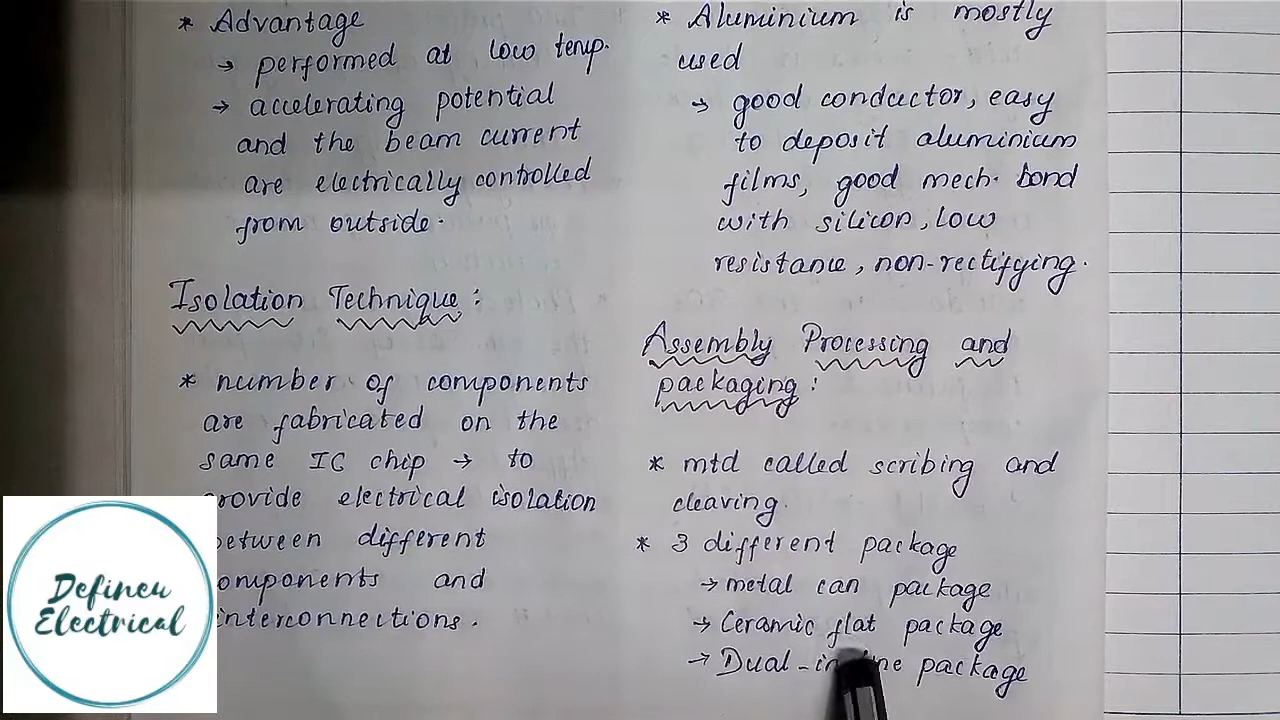 * Advantage
→ performed at low temp.
→ accelerating potential
and the beam current
are electrically controlled
from outside.
Isolation Technique :
* number of components
are fabricated on the
same IC chip → to
provide electrical isolation
between different
components and
interconnections.
* Aluminium is mostly
used
→ good conductor, easy
to deposit aluminium
films, good mech. bond
with silicon, low
resistance, non-rectifying.
Assembly Processing and
packaging :
* mtd called scribing and
cleaving.
* 3 different package
→ metal can package
→ Ceramic flat package
→ Dual-in-line package
Defineu
Electrical